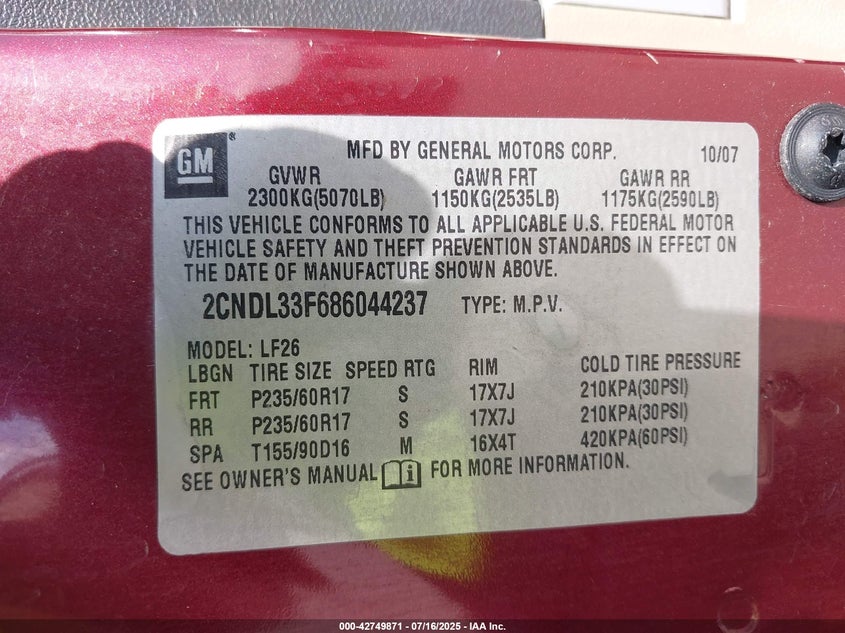 GM ® MFD BY GENERAL MOTORS CORP. 10/07
GVWR GAWR FRT GAWR RR
2300KG(5070LB) 1150KG(2535LB) 1175KG(2590LB)
THIS VEHICLE CONFORMS TO ALL APPLICABLE U.S. FEDERAL MOTOR
VEHICLE SAFETY AND THEFT PREVENTION STANDARDS IN EFFECT ON
THE DATE OF MANUFACTURE SHOWN ABOVE.
2CNDL33F686044237 TYPE: M.P.V.
MODEL: LF26
LBGN TIRE SIZE SPEED RTG RIM COLD TIRE PRESSURE
FRT P235/60R17 S 17X7J 210KPA(30PSI)
RR P235/60R17 S 17X7J 210KPA(30PSI)
SPA T155/90D16 M 16X4T 420KPA(60PSI)
SEE OWNER'S MANUAL i FOR MORE INFORMATION.
000-42749871 - 07/16/2025 - IAA Inc.